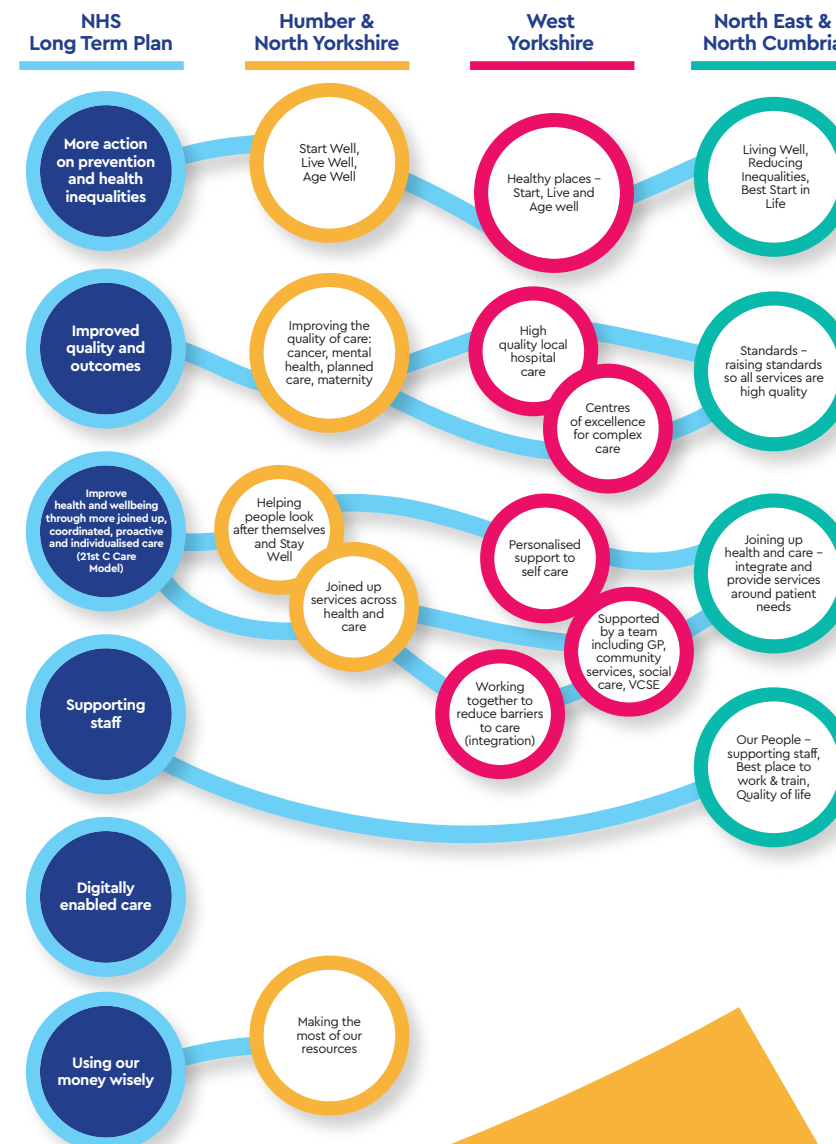 NHS
Long Term Plan
Humber &
North Yorkshire
West
Yorkshire
North East &
North Cumbria
More action
on prevention
and health
inequalities
Start Well,
Live Well,
Age Well
Healthy places –
Start, Live and
Age well
Living Well,
Reducing
Inequalities,
Best Start in
Life
Improved
quality and
outcomes
Improving the
quality of care:
cancer, mental
health, planned
care, maternity
High
quality local
hospital
care
Centres
of excellence
for complex
care
Standards –
raising standards
so all services are
high quality
Improve
health and wellbeing
through more joined up,
coordinated, proactive
and individualised care
(21st C Care
Model)
Helping
people look
after themselves
and Stay
Well
Joined up
services across
health and
care
Personalised
support to
self care
Supported
by a team
including GP,
community
services, social
care, VCSE
Working
together to
reduce barriers
to care
(integration)
Joining up
health and care –
integrate and
provide services
around patient
needs
Supporting
staff
Our People –
supporting staff,
Best place to
work & train,
Quality of life
Digitally
enabled care
Using our
money wisely
Making the
most of our
resources